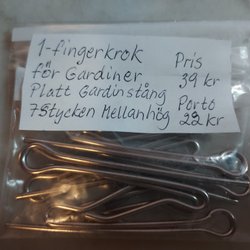 1-fingerkrok Pris
för Gardiner 39 kr
Platt Gardinstång Porto
7Stycken Mellanhög 22 kr